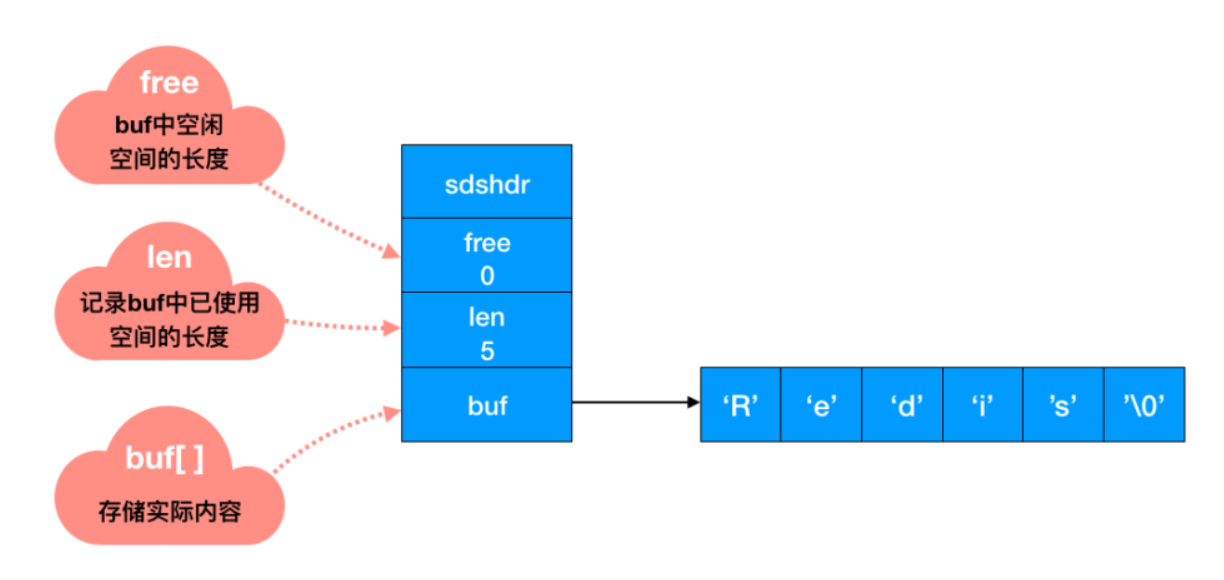 free
buf中空闲
空间的长度
len
记录buf中已使用
空间的长度
buf[ ]
存储实际内容
sdshdr
free
0
len
5
buf
‘R’ ‘e’ ‘d’ ‘i’ ’s’ ’\0’